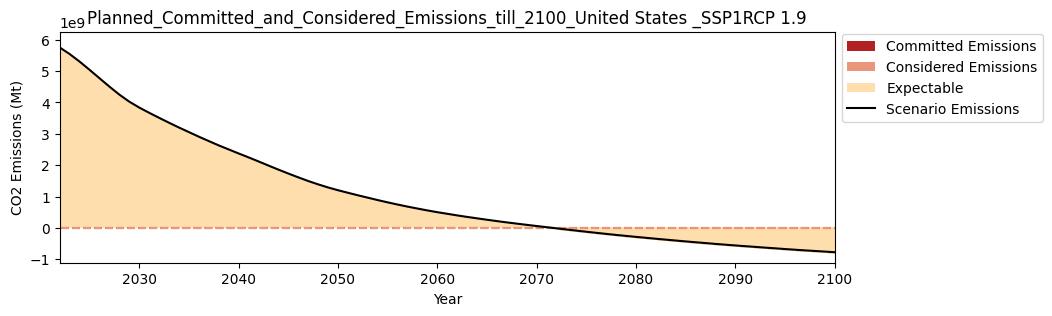 Planned_Committed_and_Considered_Emissions_till_2100_United States _SSP1RCP 1.9
1e9
6
5
4
3
2
1
0
−1
CO2 Emissions (Mt)
2030
2040
2050
2060
2070
2080
2090
2100
Year
Committed Emissions
Considered Emissions
Expectable
Scenario Emissions